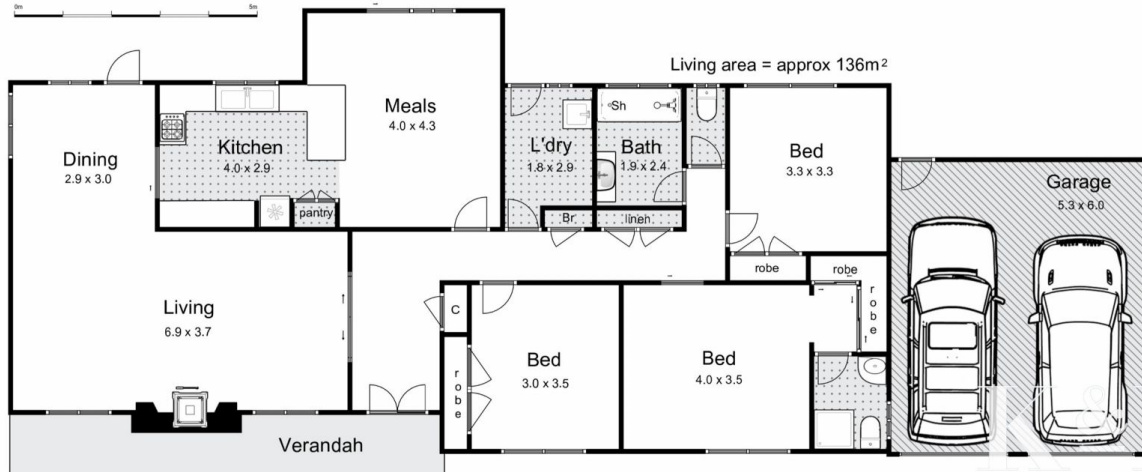 0m 5m
Living area = approx 136m²
Meals
4.0 x 4.3
Dining
2.9 x 3.0
Kitchen
4.0 x 2.9
pantry
L'dry
1.8 x 2.9
Br
Sh
Bath
1.9 x 2.4
linen
Bed
3.3 x 3.3
robe
robe
robe
Garage
5.3 x 6.0
Living
6.9 x 3.7
C
robe
Bed
3.0 x 3.5
Bed
4.0 x 3.5
Verandah
K &